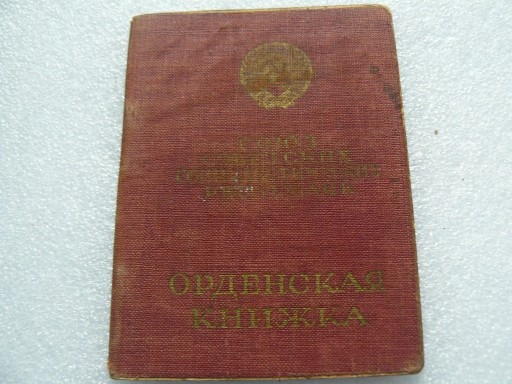 СОЮЗ
СОВЕТСКИХ
СОЦИАЛИСТИЧЕСКИХ
РЕСПУБЛИК
ОРДЕНСКАЯ
КНИЖКА